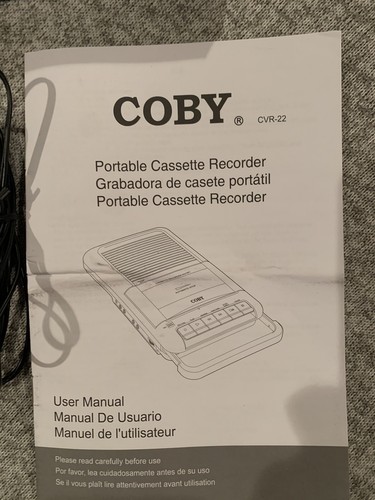 COBY ® CVR-22
Portable Cassette Recorder
Grabadora de casete portátil
Portable Cassette Recorder
COBY
User Manual
Manual De Usuario
Manuel de l'utilisateur
Please read carefully before use
Por favor, lea cuidadosamente antes de su uso
Se il vous plaît lire attentivement avant utilisation